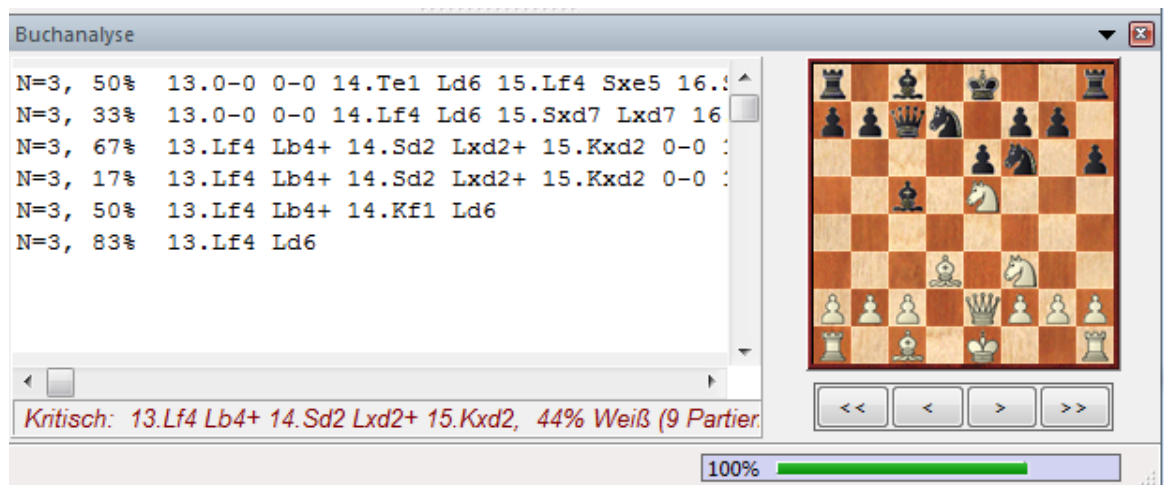 Buchanalyse
N=3, 50% 13.0-0 0-0 14.Te1 Ld6 15.Lf4 Sxe5 16.
N=3, 33% 13.0-0 0-0 14.Lf4 Ld6 15.Sxd7 Lxd7 16
N=3, 67% 13.Lf4 Lb4+ 14.Sd2 Lxd2+ 15.Kxd2 0-0
N=3, 17% 13.Lf4 Lb4+ 14.Sd2 Lxd2+ 15.Kxd2 0-0
N=3, 50% 13.Lf4 Lb4+ 14.Kf1 Ld6
N=3, 83% 13.Lf4 Ld6
Kritisch: 13.Lf4 Lb4+ 14.Sd2 Lxd2+ 15.Kxd2, 44% Weiß (9 Partien
<< < > >>
100%